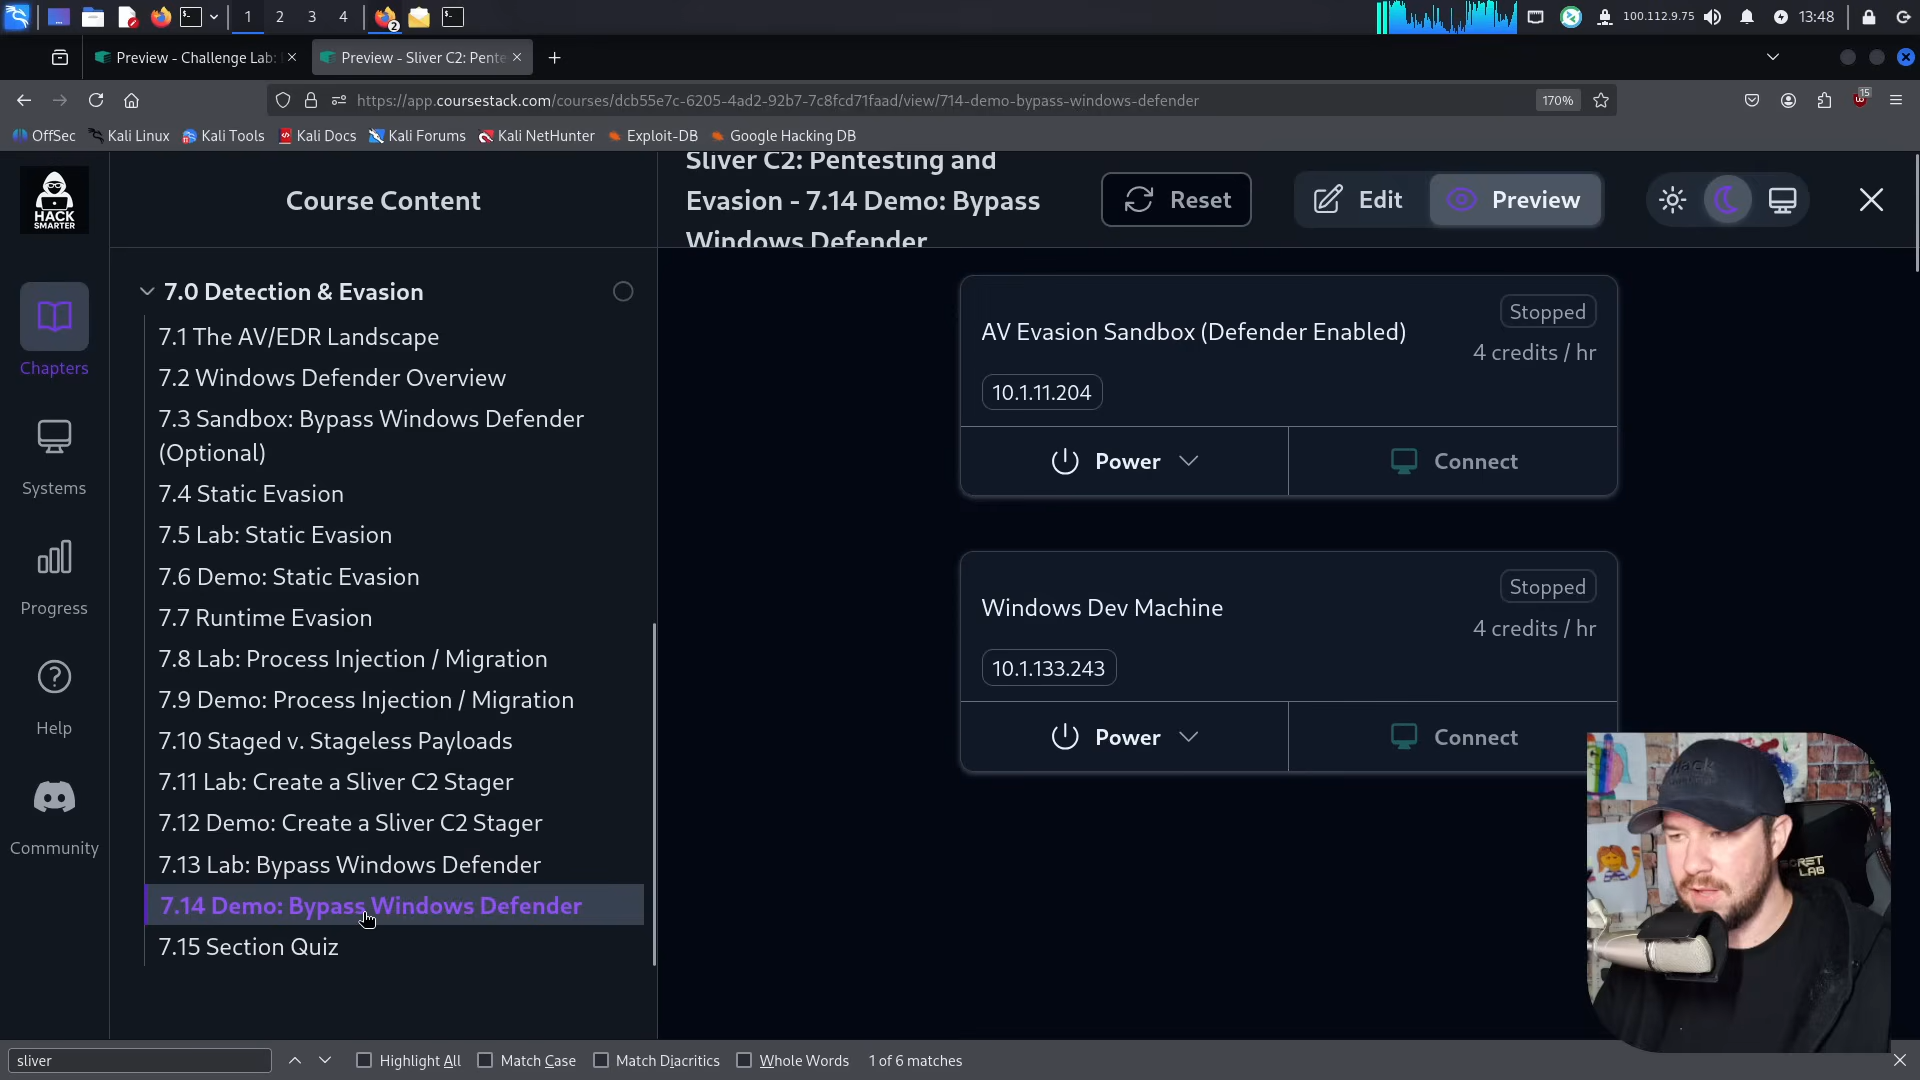 1 2 3 4
2
100.112.9.75
13:48
Preview - Challenge Lab:
Preview - Sliver C2: Pente
https://app.coursestack.com/courses/dcb55e7c-6205-4ad2-92b7-7c8fcd71faad/view/714-demo-bypass-windows-defender
170%
15
OffSec
Kali Linux
Kali Tools
Kali Docs
Kali Forums
Kali NetHunter
Exploit-DB
Google Hacking DB
HACK
SMARTER
Chapters
Systems
Progress
Help
Community
Course Content
7.0 Detection & Evasion
7.1 The AV/EDR Landscape
7.2 Windows Defender Overview
7.3 Sandbox: Bypass Windows Defender
(Optional)
7.4 Static Evasion
7.5 Lab: Static Evasion
7.6 Demo: Static Evasion
7.7 Runtime Evasion
7.8 Lab: Process Injection / Migration
7.9 Demo: Process Injection / Migration
7.10 Staged v. Stageless Payloads
7.11 Lab: Create a Sliver C2 Stager
7.12 Demo: Create a Sliver C2 Stager
7.13 Lab: Bypass Windows Defender
7.14 Demo: Bypass Windows Defender
7.15 Section Quiz
Sliver C2: Pentesting and
Evasion - 7.14 Demo: Bypass
Windows Defender
Reset
Edit
Preview
AV Evasion Sandbox (Defender Enabled)
Stopped
4 credits / hr
10.1.11.204
Power
Connect
Windows Dev Machine
Stopped
4 credits / hr
10.1.133.243
Power
Connect
sliver
Highlight All
Match Case
Match Diacritics
Whole Words
1 of 6 matches